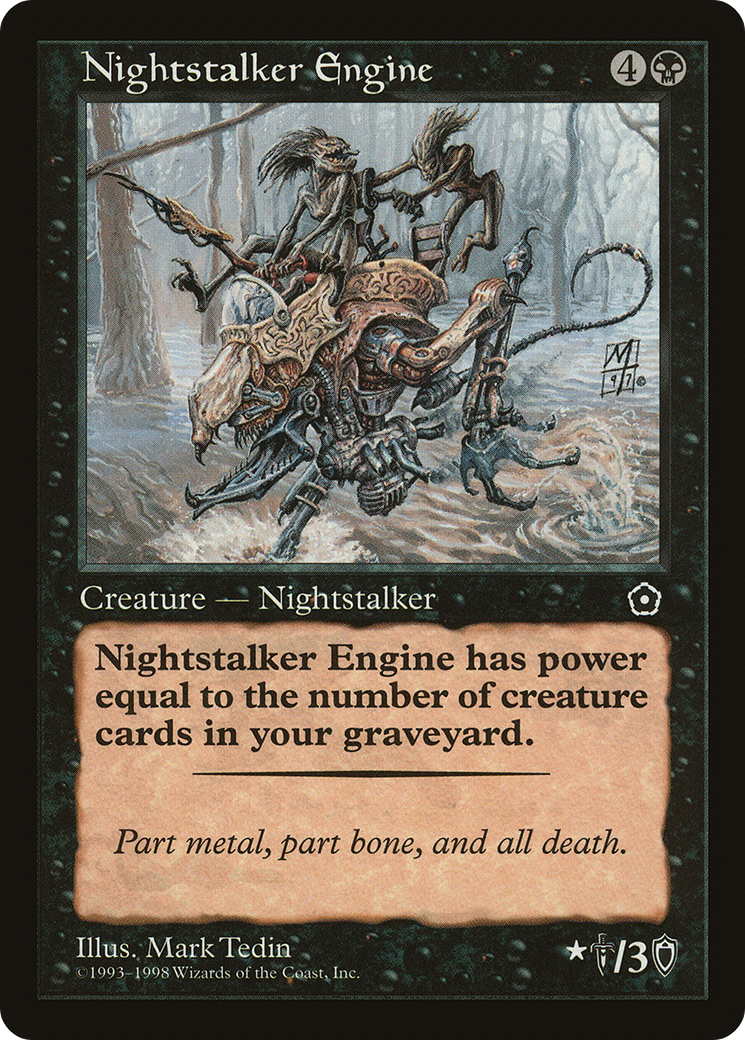 Nightstalker Engine 4
M
97©
Creature — Nightstalker
Nightstalker Engine has power
equal to the number of creature
cards in your graveyard.
Part metal, part bone, and all death.
Illus. Mark Tedin
©1993–1998 Wizards of the Coast, Inc.
★/3